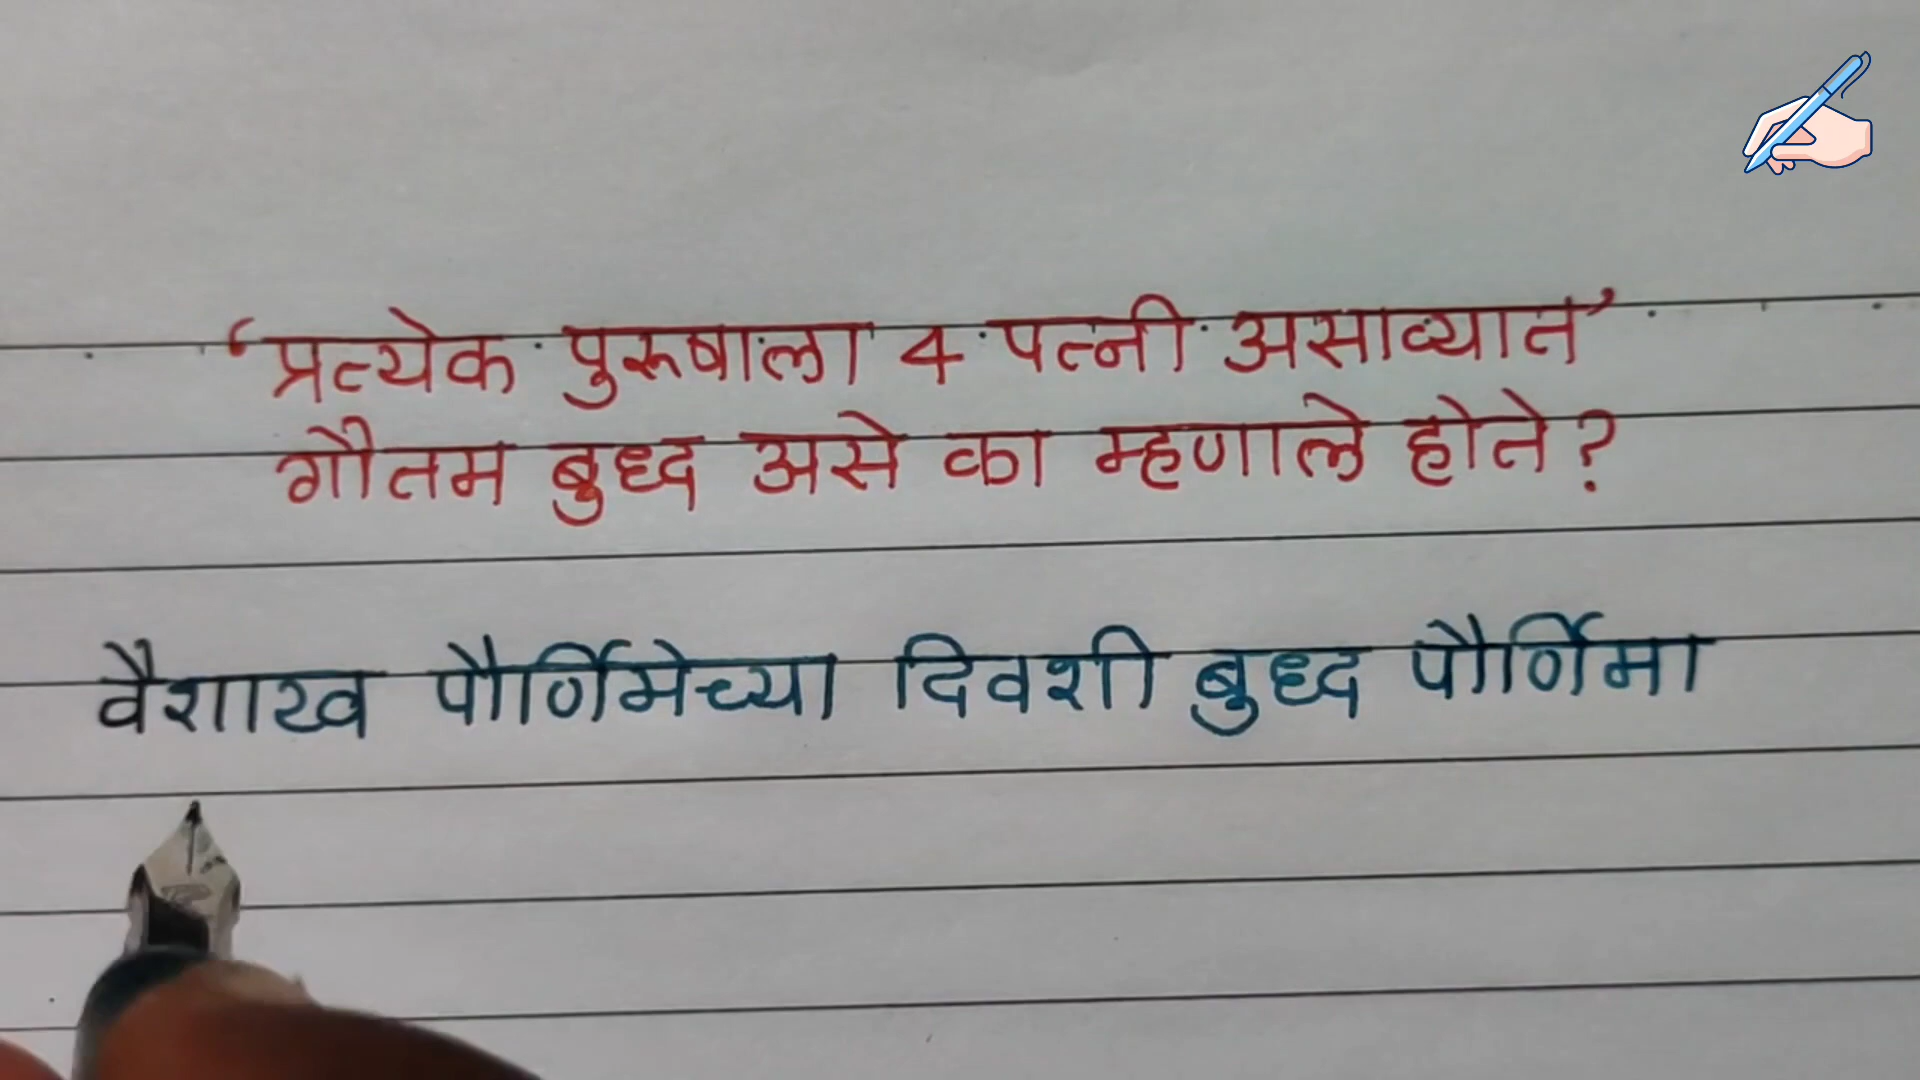 ‘प्रत्येक पुरूषाला 4 पत्नी असाव्यात’
गौतम बुध्द असे का म्हणाले होते?
वैशाख पौर्णिमेच्या दिवशी बुध्द पौर्णिमा